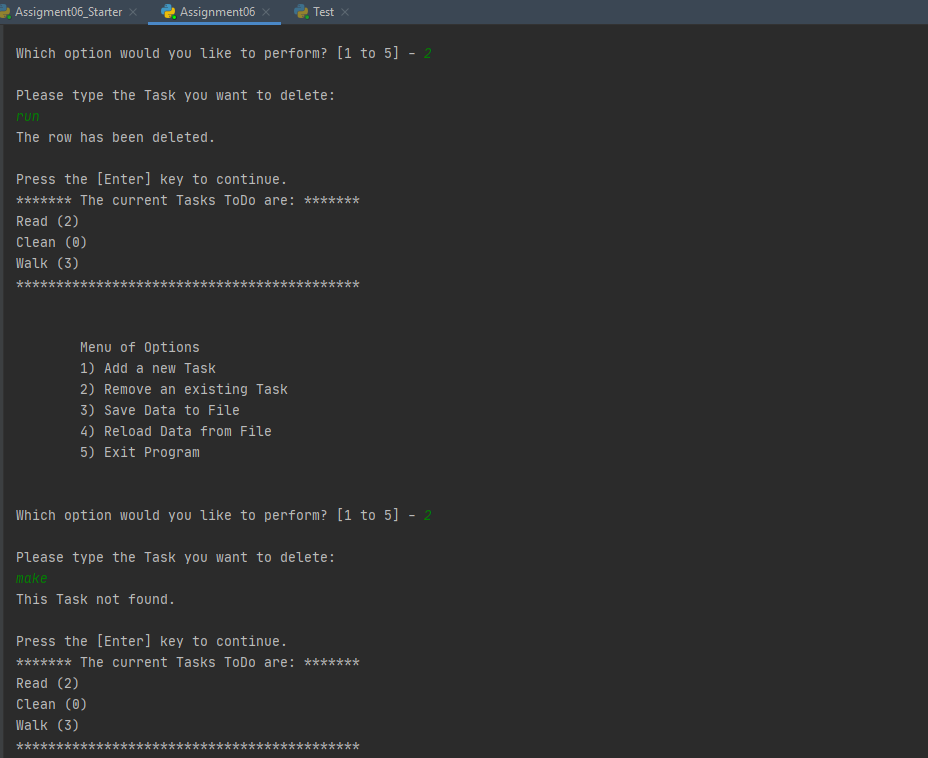 Assigment06_Starter Assignment06 Test
Which option would you like to perform? [1 to 5] - 2
Please type the Task you want to delete:
run
The row has been deleted.
Press the [Enter] key to continue.
******* The current Tasks ToDo are: *******
Read (2)
Clean (0)
Walk (3)
*******************************************
Menu of Options
1) Add a new Task
2) Remove an existing Task
3) Save Data to File
4) Reload Data from File
5) Exit Program
Which option would you like to perform? [1 to 5] - 2
Please type the Task you want to delete:
make
This Task not found.
Press the [Enter] key to continue.
******* The current Tasks ToDo are: *******
Read (2)
Clean (0)
Walk (3)
*******************************************